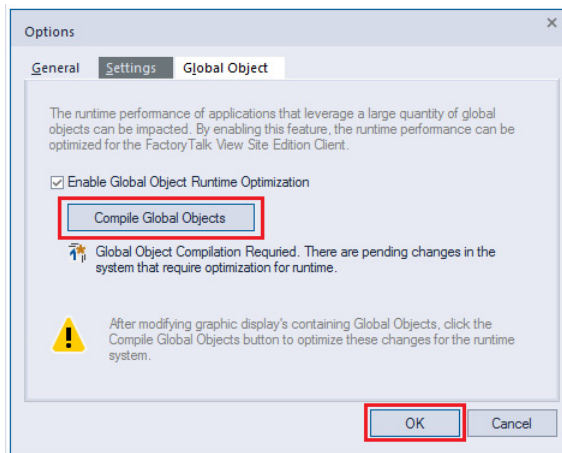 Options
General Settings Global Object
The runtime performance of applications that leverage a large quantity of global
objects can be impacted. By enabling this feature, the runtime performance can be
optimized for the FactoryTalk View Site Edition Client.
Enable Global Object Runtime Optimization
Compile Global Objects
Global Object Compilation Requried. There are pending changes in the
system that require optimization for runtime.
After modifying graphic display's containing Global Objects, click the
Compile Global Objects button to optimize these changes for the runtime
system.
OK Cancel